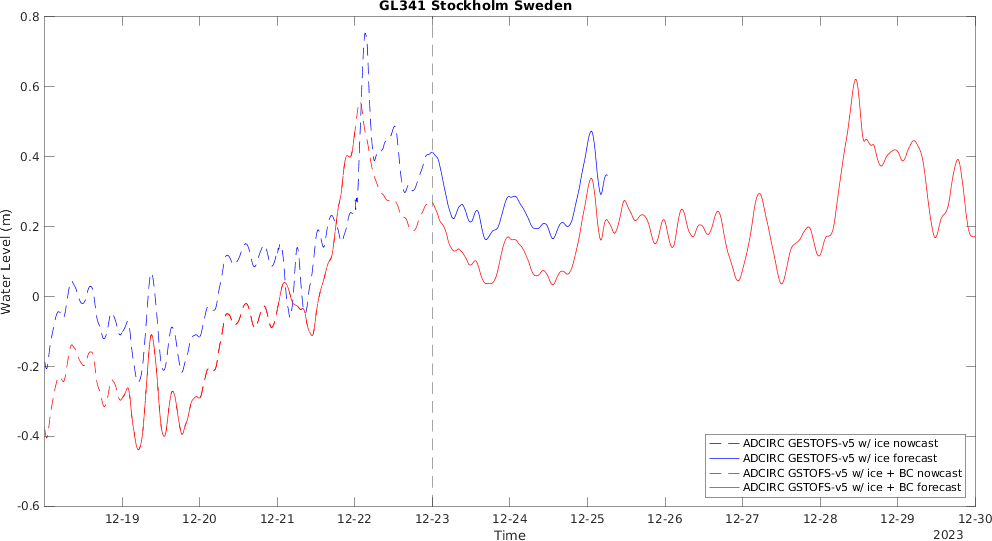 GL341 Stockholm Sweden
0.8
0.6
0.4
0.2
0
-0.2
-0.4
-0.6
Water Level (m)
ADCIRC GESTOFS-v5 w/ ice nowcast
ADCIRC GESTOFS-v5 w/ ice forecast
ADCIRC GSTOFS-v5 w/ ice + BC nowcast
ADCIRC GSTOFS-v5 w/ ice + BC forecast
12-19 12-20 12-21 12-22 12-23 12-24 12-25 12-26 12-27 12-28 12-29 12-30
Time
2023